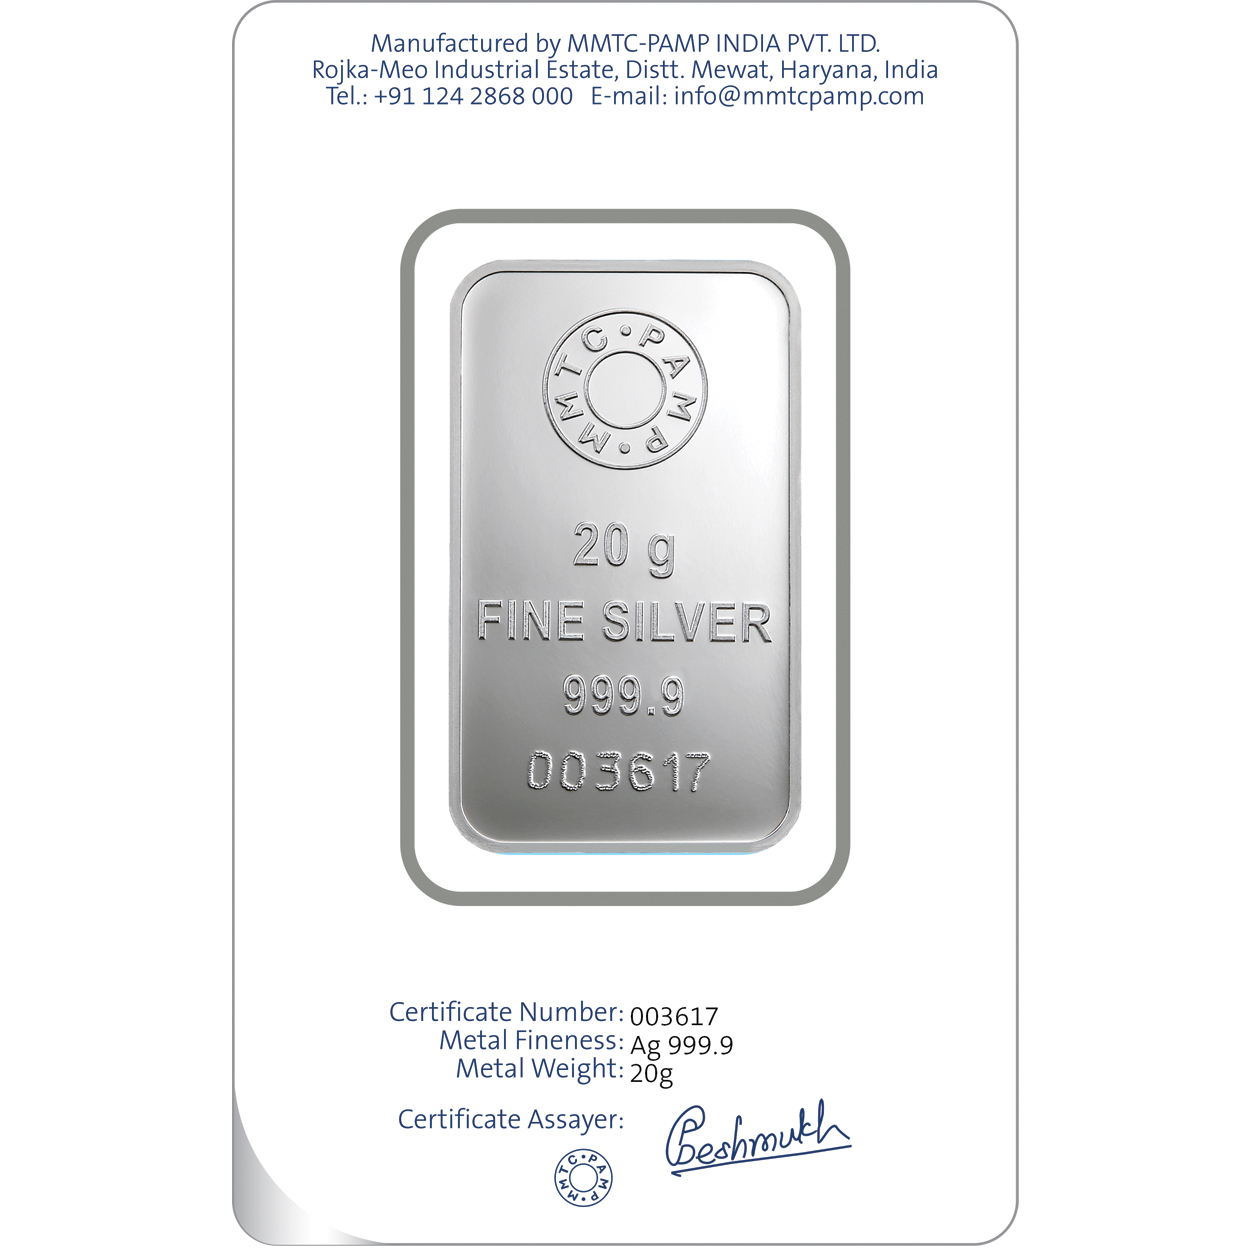 Manufactured by MMTC-PAMP INDIA PVT. LTD.
Rojka-Meo Industrial Estate, Distt. Mewat, Haryana, India
Tel.: +91 124 2868 000 E-mail: info@mmtcpamp.com
MMTC•PAMP•
20 g
FINE SILVER
999.9
003617
Certificate Number: 003617
Metal Fineness: Ag 999.9
Metal Weight: 20g
Certificate Assayer:
MMTC•PAMP•